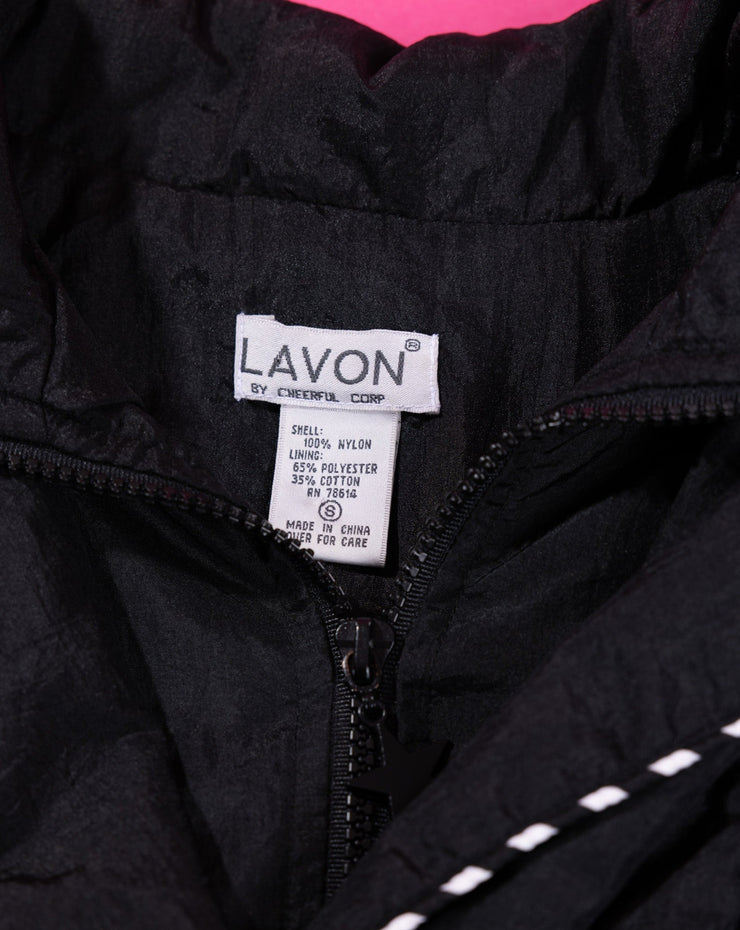 LAVON®
BY CHEERFUL CORP
SHELL:
100% NYLON
LINING:
65% POLYESTER
35% COTTON
RN 78614
S
MADE IN CHINA
OVER FOR CARE